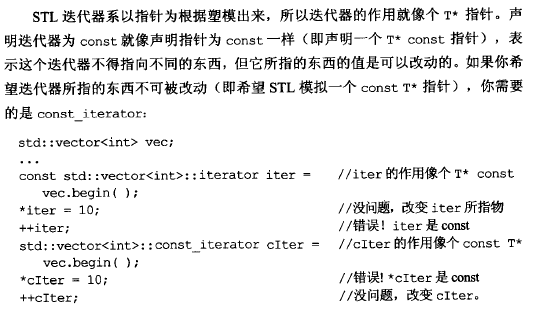 STL 迭代器系以指针为根据塑模出来，所以迭代器的作用就像个 T* 指针。声
明迭代器为 const 就像声明指针为 const 一样（即声明一个 T* const 指针），表
示这个迭代器不得指向不同的东西，但它所指的东西的值是可以改动的。如果你希
望迭代器所指的东西不可被改动（即希望 STL 模拟一个 const T* 指针），你需要
的是 const_iterator：
std::vector<int> vec;
...
const std::vector<int>::iterator iter = //iter 的作用像个 T* const
vec.begin( );
*iter = 10; //没问题，改变 iter 所指物
++iter; //错误！iter 是 const
std::vector<int>::const_iterator cIter = //cIter 的作用像个 const T*
vec.begin( );
*cIter = 10; //错误! *cIter 是 const
++cIter; //没问题，改变 cIter。